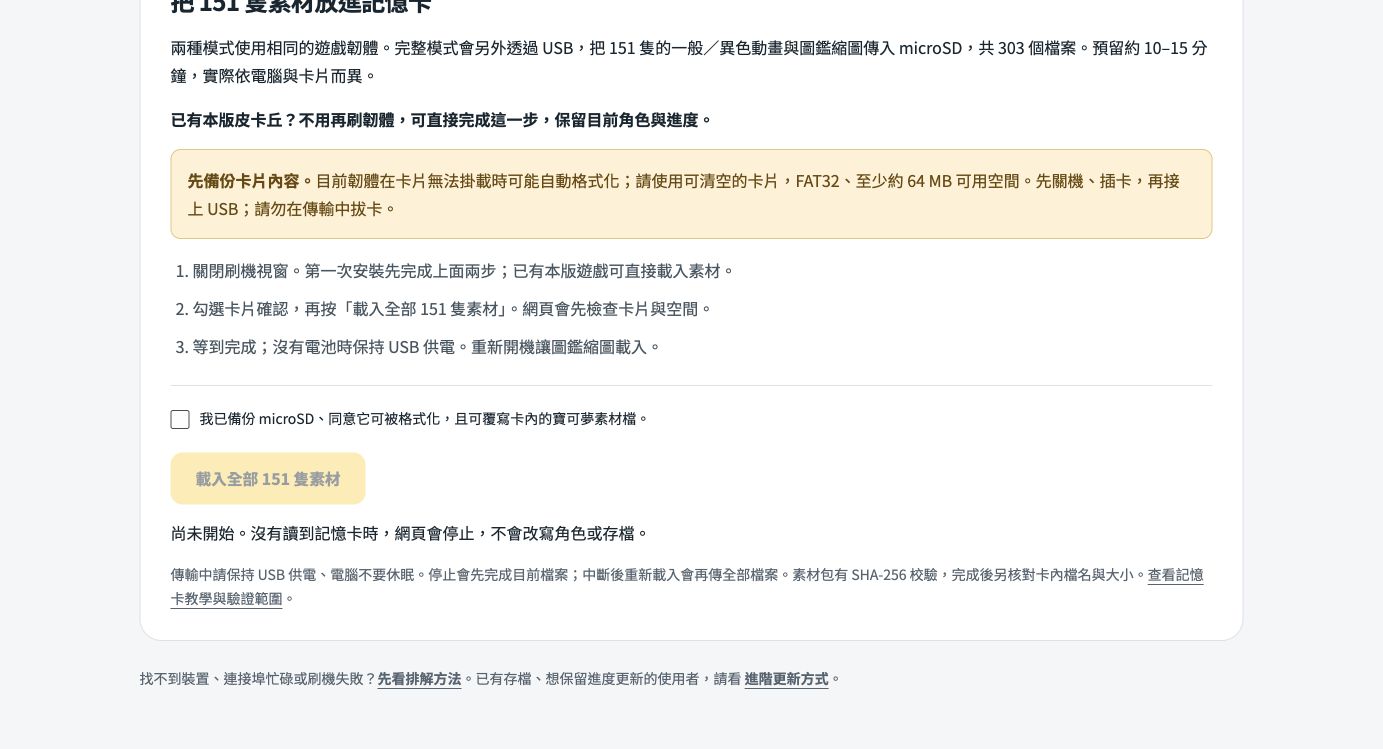 把 151 隻素材放進記憶卡
兩種模式使用相同的遊戲韌體。完整模式會另外透過 USB，把 151 隻的一般／異色動畫與圖鑑縮圖傳入 microSD，共 303 個檔案。預留約 10–15 分
鐘，實際依電腦與卡片而異。
已有本版皮卡丘？不用再刷韌體，可直接完成這一步，保留目前角色與進度。
先備份卡片內容。目前韌體在卡片無法掛載時可能自動格式化；請使用可清空的卡片，FAT32、至少約 64 MB 可用空間。先關機、插卡，再接
上 USB；請勿在傳輸中拔卡。
1. 關閉刷機視窗。第一次安裝先完成上面兩步；已有本版遊戲可直接載入素材。
2. 勾選卡片確認，再按「載入全部 151 隻素材」。網頁會先檢查卡片與空間。
3. 等到完成；沒有電池時保持 USB 供電。重新開機讓圖鑑縮圖載入。
我已備份 microSD、同意它可被格式化，且可覆寫卡內的寶可夢素材檔。
載入全部 151 隻素材
尚未開始。沒有讀到記憶卡時，網頁會停止，不會改寫角色或存檔。
傳輸中請保持 USB 供電、電腦不要休眠。停止會先完成目前檔案；中斷後重新載入會再傳全部檔案。素材包有 SHA-256 校驗，完成後另核對卡內檔名與大小。查看記憶
卡教學與驗證範圍。
找不到裝置、連接埠忙碌或刷機失敗？先看排解方法。已有存檔、想保留進度更新的使用者，請看 進階更新方式。